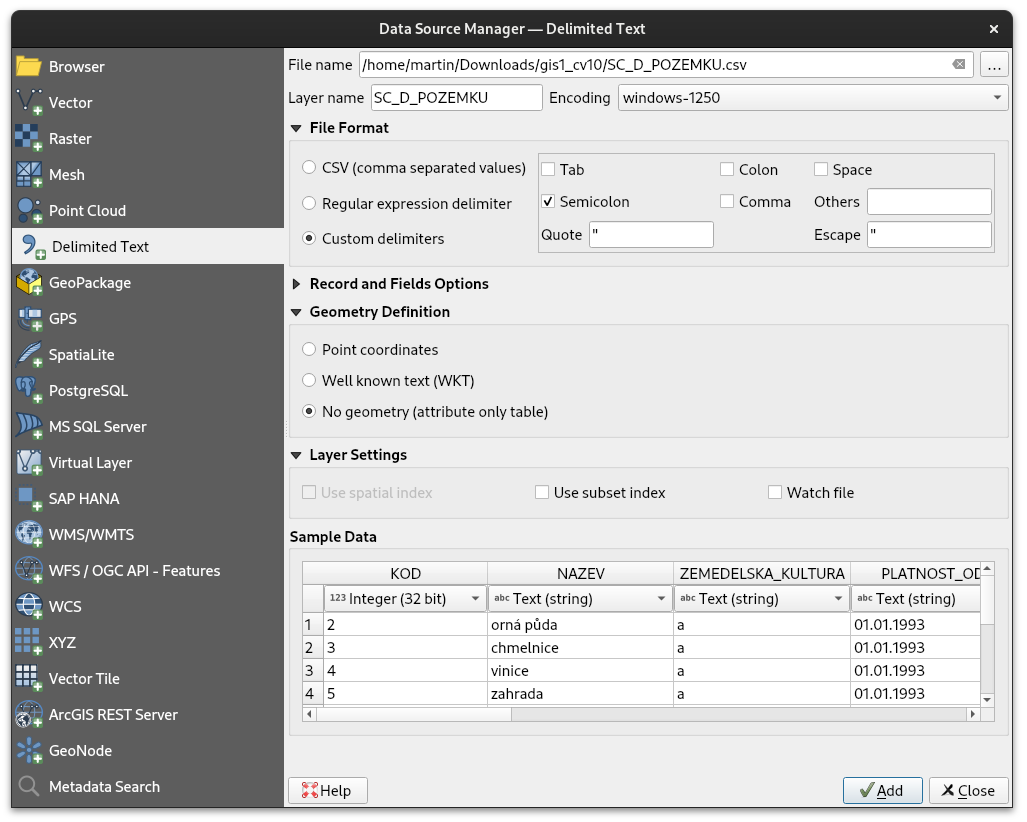 Data Source Manager — Delimited Text
Browser
Vector
Raster
Mesh
Point Cloud
Delimited Text
GeoPackage
GPS
SpatiaLite
PostgreSQL
MS SQL Server
Virtual Layer
SAP HANA
WMS/WMTS
WFS / OGC API - Features
WCS
XYZ
Vector Tile
ArcGIS REST Server
GeoNode
Metadata Search
File name /home/martin/Downloads/gis1_cv10/SC_D_POZEMKU.csv ...
Layer name SC_D_POZEMKU Encoding windows-1250
File Format
CSV (comma separated values)
Regular expression delimiter
Custom delimiters
Tab Colon Space
Semicolon Comma Others
Quote " Escape "
Record and Fields Options
Geometry Definition
Point coordinates
Well known text (WKT)
No geometry (attribute only table)
Layer Settings
Use spatial index Use subset index Watch file
Sample Data
KOD NAZEV ZEMEDELSKA_KULTURA PLATNOST_OD
123 Integer (32 bit) abc Text (string) abc Text (string) abc Text (string)
1 2 orná půda a 01.01.1993
2 3 chmelnice a 01.01.1993
3 4 vinice a 01.01.1993
4 5 zahrada a 01.01.1993
Help Add Close